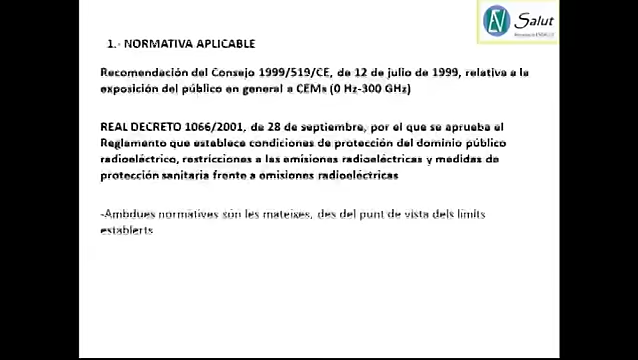 Salut
1.- NORMATIVA APLICABLE
Recomendación del Consejo 1999/519/CE, de 12 de julio de 1999, relativa a la
exposición del público en general a CEMs (0 Hz-300 GHz)
REAL DECRETO 1066/2001, de 28 de septiembre, por el que se aprueba el
Reglamento que establece condiciones de protección del dominio público
radioeléctrico, restricciones a las emisiones radioeléctricas y medidas de
protección sanitaria frente a emisiones radioeléctricas
-Ambdues normatives són les mateixes, des del punt de vista dels límits
establerts